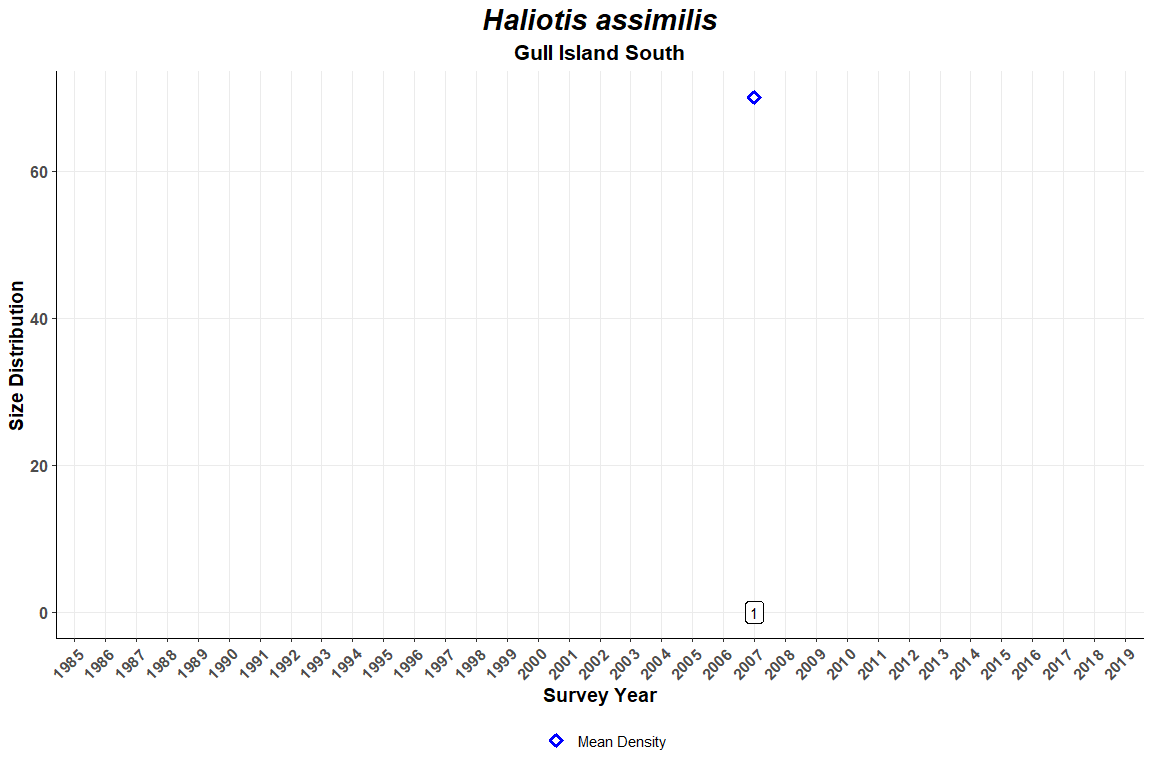 Haliotis assimilis
Gull Island South
Size Distribution
60
40
20
0
1
1985 1986 1987 1988 1989 1990 1991 1992 1993 1994 1995 1996 1997 1998 1999 2000 2001 2002 2003 2004 2005 2006 2007 2008 2009 2010 2011 2012 2013 2014 2015 2016 2017 2018 2019
Survey Year
Mean Density